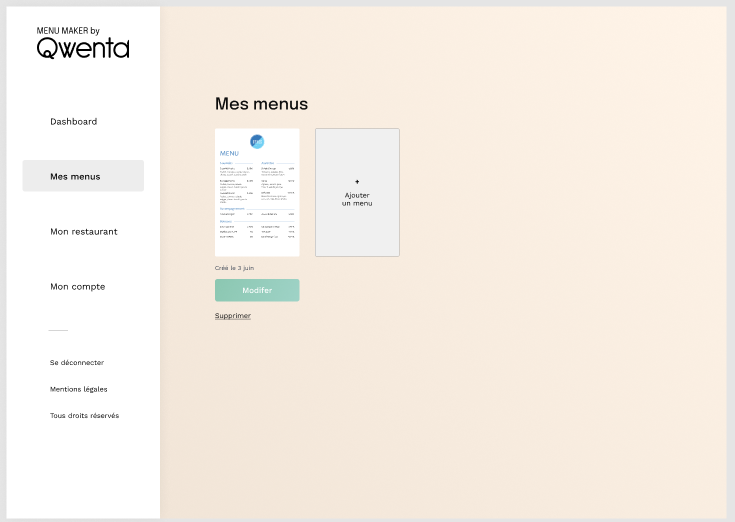 MENU MAKER by
Qwenta
Dashboard
Mes menus
Mon restaurant
Mon compte
Se déconnecter
Mentions légales
Tous droits réservés
Mes menus
MENU
+
Ajouter
un menu
Créé le 3 juin
Modifer
Supprimer